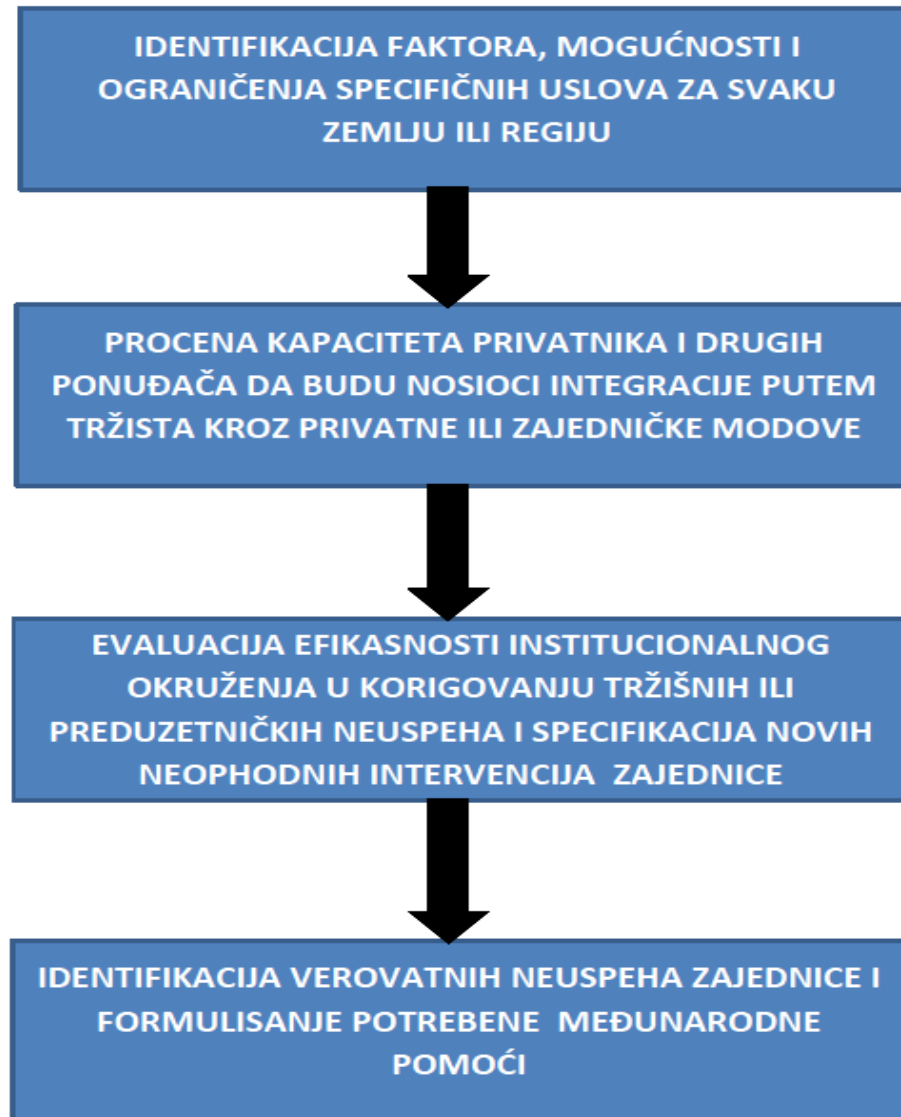 IDENTIFIKACIJA FAKTORA, MOGUĆNOSTI I
OGRANIČENJA SPECIFIČNIH USLOVA ZA SVAKU
ZEMLJU ILI REGIJU
PROCENA KAPACITETA PRIVATNIKA I DRUGIH
PONUĐAČA DA BUDU NOSIOCI INTEGRACIJE PUTEM
TRŽISTA KROZ PRIVATNE ILI ZAJEDNIČKE MODOVE
EVALUACIJA EFIKASNOSTI INSTITUCIONALNOG
OKRUŽENJA U KORIGOVANJU TRŽIŠNIH ILI
PREDUZETNIČKIH NEUSPEHA I SPECIFIKACIJA NOVIH
NEOPHODNIH INTERVENCIJA ZAJEDNICE
IDENTIFIKACIJA VEROVATNIH NEUSPEHA ZAJEDNICE I
FORMULISANJE POTREBENE MEĐUNARODNE
POMOĆI